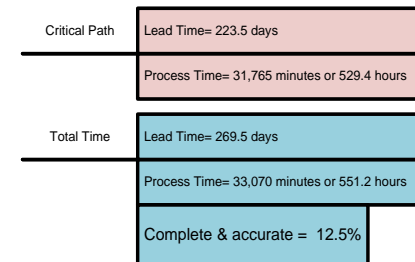 Critical Path
Lead Time= 223.5 days
Process Time= 31,765 minutes or 529.4 hours
Total Time
Lead Time= 269.5 days
Process Time= 33,070 minutes or 551.2 hours
Complete & accurate = 12.5%